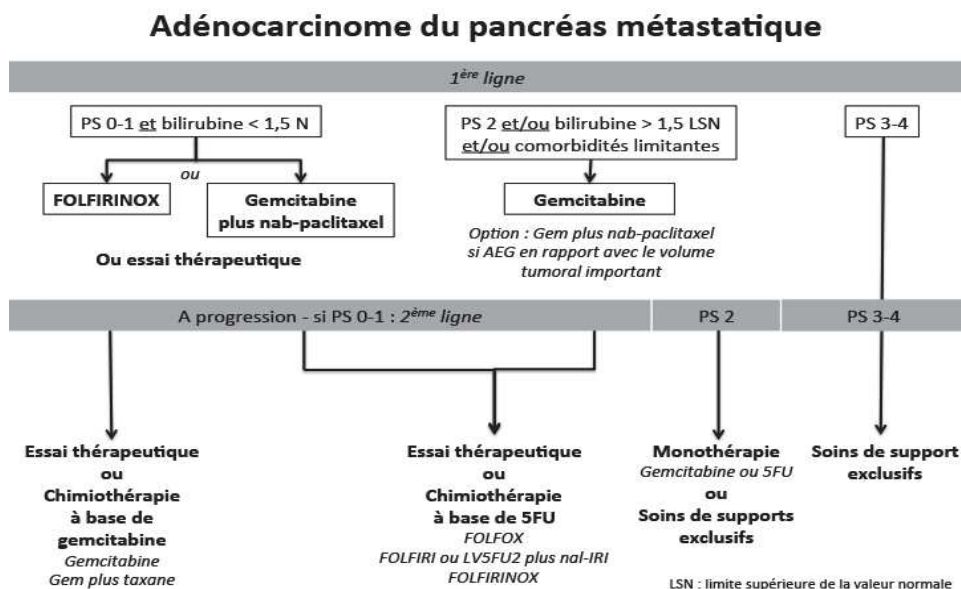 Adénocarcinome du pancréas métastatique
1ère ligne
PS 0-1 et bilirubine < 1,5 N
ou
FOLFIRINOX
Gemcitabine
plus nab-paclitaxel
Ou essai thérapeutique
PS 2 et/ou bilirubine > 1,5 LSN
et/ou comorbidités limitantes
Gemcitabine
Option : Gem plus nab-paclitaxel
si AEG en rapport avec le volume
tumoral important
PS 3-4
A progression - si PS 0-1 : 2ème ligne
PS 2
PS 3-4
Essai thérapeutique
ou
Chimiothérapie
à base de
gemcitabine
Gemcitabine
Gem plus taxane
Essai thérapeutique
ou
Chimiothérapie
à base de 5FU
FOLFOX
FOLFIRI ou LV5FU2 plus nal-IRI
FOLFIRINOX
Monothérapie
Gemcitabine ou 5FU
ou
Soins de supports
exclusifs
Soins de support
exclusifs
LSN : limite supérieure de la valeur normale